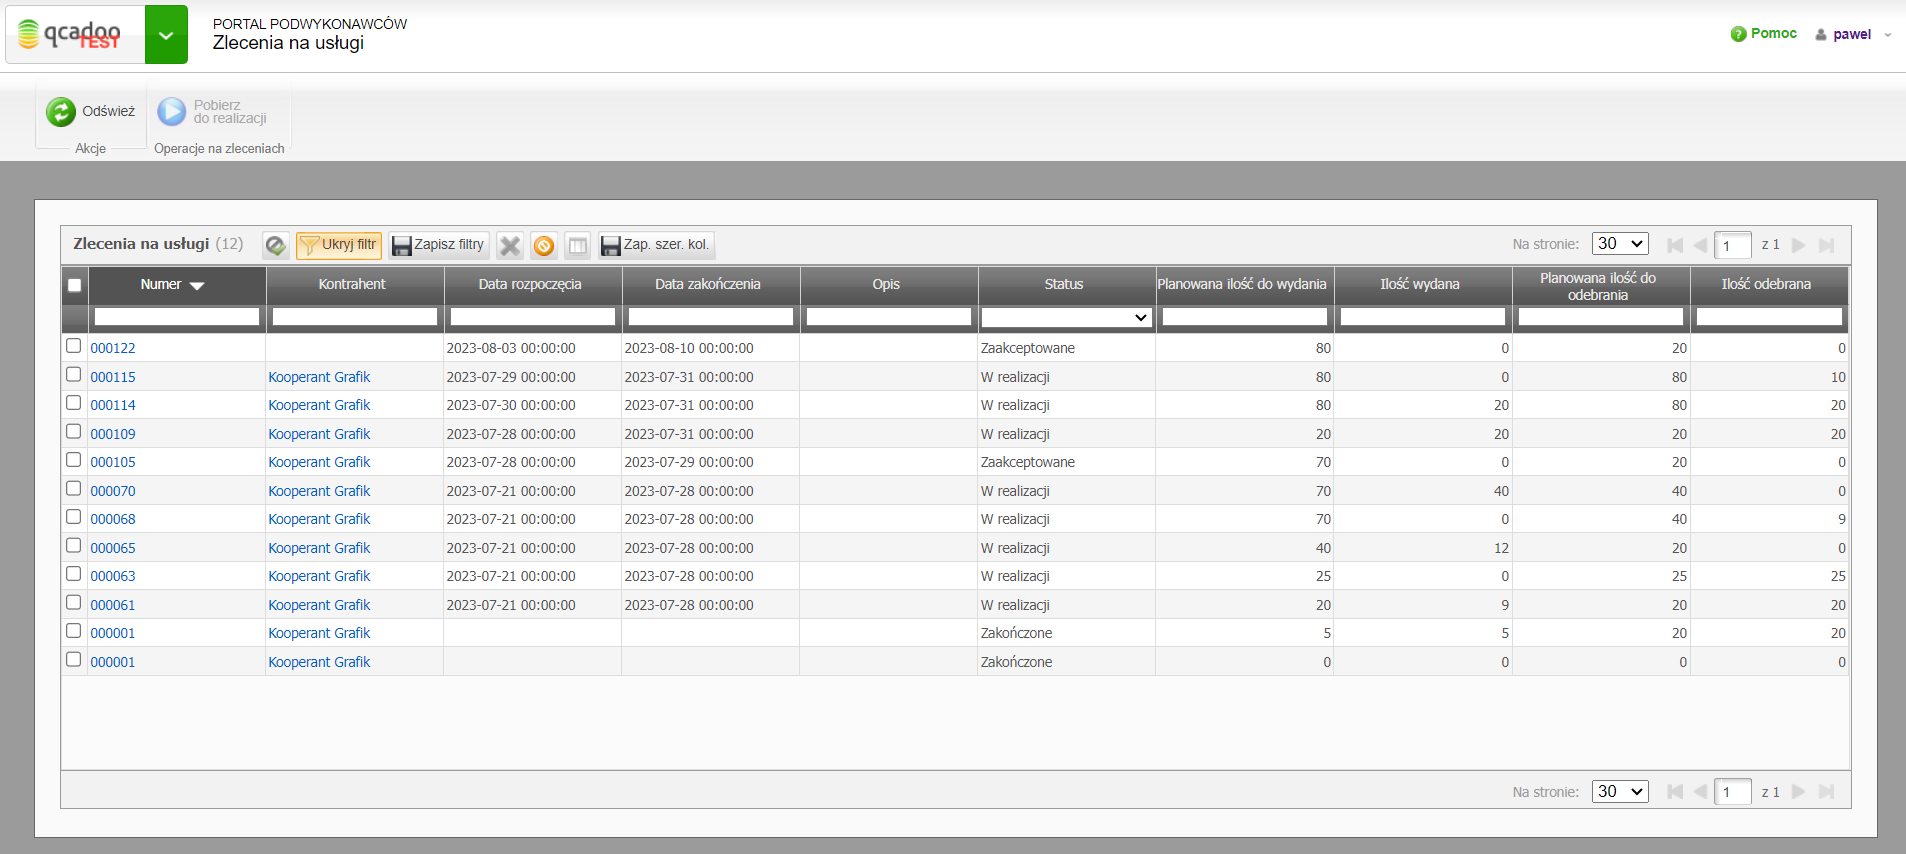 qcadoo TEST
PORTAL PODWYKONAWCÓW
Zlecenia na usługi
Pomoc pawel
Odśwież
Pobierz
do realizacji
Akcje
Operacje na zleceniach
Zlecenia na usługi (12) Ukryj filtr Zapisz filtry Zap. szer. kol. Na stronie: 30 1 z 1
Numer Kontrahent Data rozpoczęcia Data zakończenia Opis Status Planowana ilość do wydania Ilość wydana Planowana ilość do odebrania Ilość odebrana
000122 2023-08-03 00:00:00 2023-08-10 00:00:00 Zaakceptowane 80 0 20 0
000115 Kooperant Grafik 2023-07-29 00:00:00 2023-07-31 00:00:00 W realizacji 80 0 80 10
000114 Kooperant Grafik 2023-07-30 00:00:00 2023-07-31 00:00:00 W realizacji 80 20 80 20
000109 Kooperant Grafik 2023-07-28 00:00:00 2023-07-31 00:00:00 W realizacji 20 20 20 20
000105 Kooperant Grafik 2023-07-28 00:00:00 2023-07-29 00:00:00 Zaakceptowane 70 0 20 0
000070 Kooperant Grafik 2023-07-21 00:00:00 2023-07-28 00:00:00 W realizacji 70 40 40 0
000068 Kooperant Grafik 2023-07-21 00:00:00 2023-07-28 00:00:00 W realizacji 70 0 40 9
000065 Kooperant Grafik 2023-07-21 00:00:00 2023-07-28 00:00:00 W realizacji 40 12 20 0
000063 Kooperant Grafik 2023-07-21 00:00:00 2023-07-28 00:00:00 W realizacji 25 0 25 25
000061 Kooperant Grafik 2023-07-21 00:00:00 2023-07-28 00:00:00 W realizacji 20 9 20 20
000001 Kooperant Grafik Zakończone 5 5 20 20
000001 Kooperant Grafik Zakończone 0 0 0 0
Na stronie: 30 1 z 1